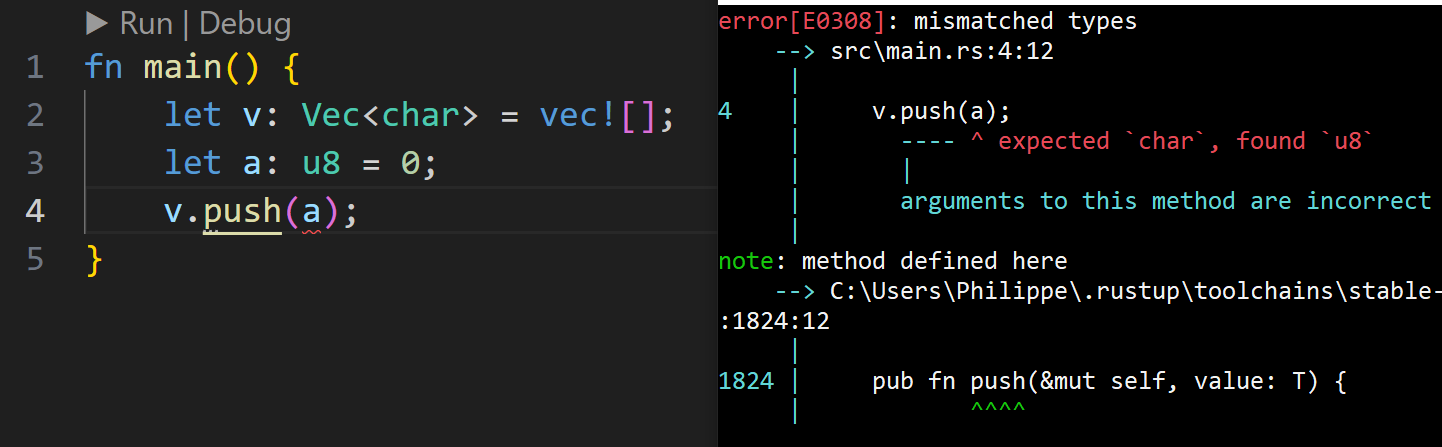 ▶ Run | Debug
1 fn main() {
2     let v: Vec<char> = vec![];
3     let a: u8 = 0;
4     v.push(a);
5 }
error[E0308]: mismatched types
    --> src\main.rs:4:12
     |
4    |     v.push(a);
     |       ---- ^ expected `char`, found `u8`
     |       |
     |       arguments to this method are incorrect
     |
note: method defined here
    --> C:\Users\Philippe\.rustup\toolchains\stable-
:1824:12
     |
1824 |     pub fn push(&mut self, value: T) {
     |            ^^^^